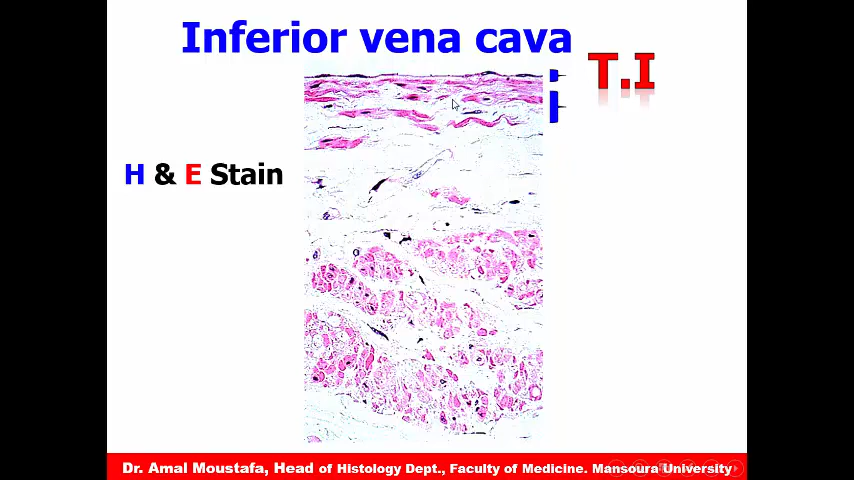 Inferior vena cava
T.I
H & E Stain
Dr. Amal Moustafa, Head of Histology Dept., Faculty of Medicine. Mansoura University